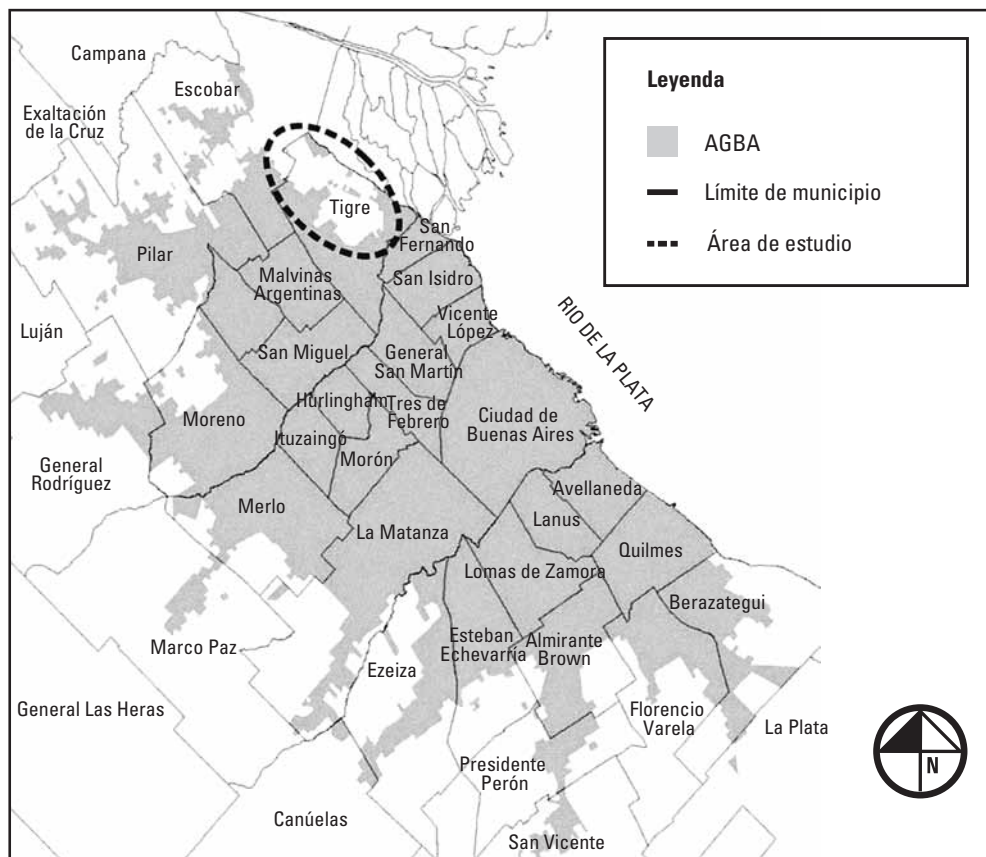 Campana
Escobar
Exaltación
de la Cruz
Leyenda
AGBA
Límite de municipio
Área de estudio
Tigre
San
Fernando
Pilar
San Isidro
Malvinas
Argentinas
Vicente
López
RIO DE LA PLATA
Luján
San Miguel
General
San Martín
Hurlingham
Tres de
Febrero
Ciudad de
Buenas Aires
Moreno
Ituzaingó
Morón
General
Rodríguez
Avellaneda
Merlo
Lanus
La Matanza
Quilmes
Lomas de Zamora
Berazategui
Marco Paz
Esteban
Echevarría
Almirante
Brown
Ezeiza
General Las Heras
Florencio
Varela
La Plata
N
Presidente
Perón
Canúelas
San Vicente